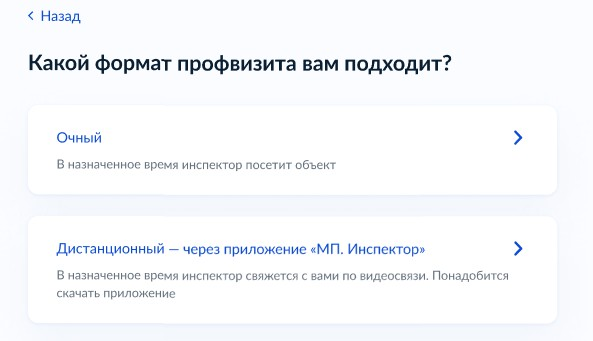 Назад
Какой формат профвизита вам подходит?
Очный
В назначенное время инспектор посетит объект
Дистанционный — через приложение «МП. Инспектор»
В назначенное время инспектор свяжется с вами по видеосвязи. Понадобится
скачать приложение